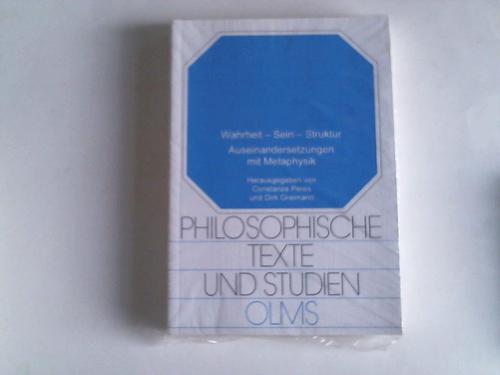 Wahrheit – Sein – Struktur
Auseinandersetzungen
mit Metaphysik
Herausgegeben von
Constanze Peres
und Dirk Greimann
PHILOSOPHISCHE
TEXTE
UND STUDIEN
OLMS